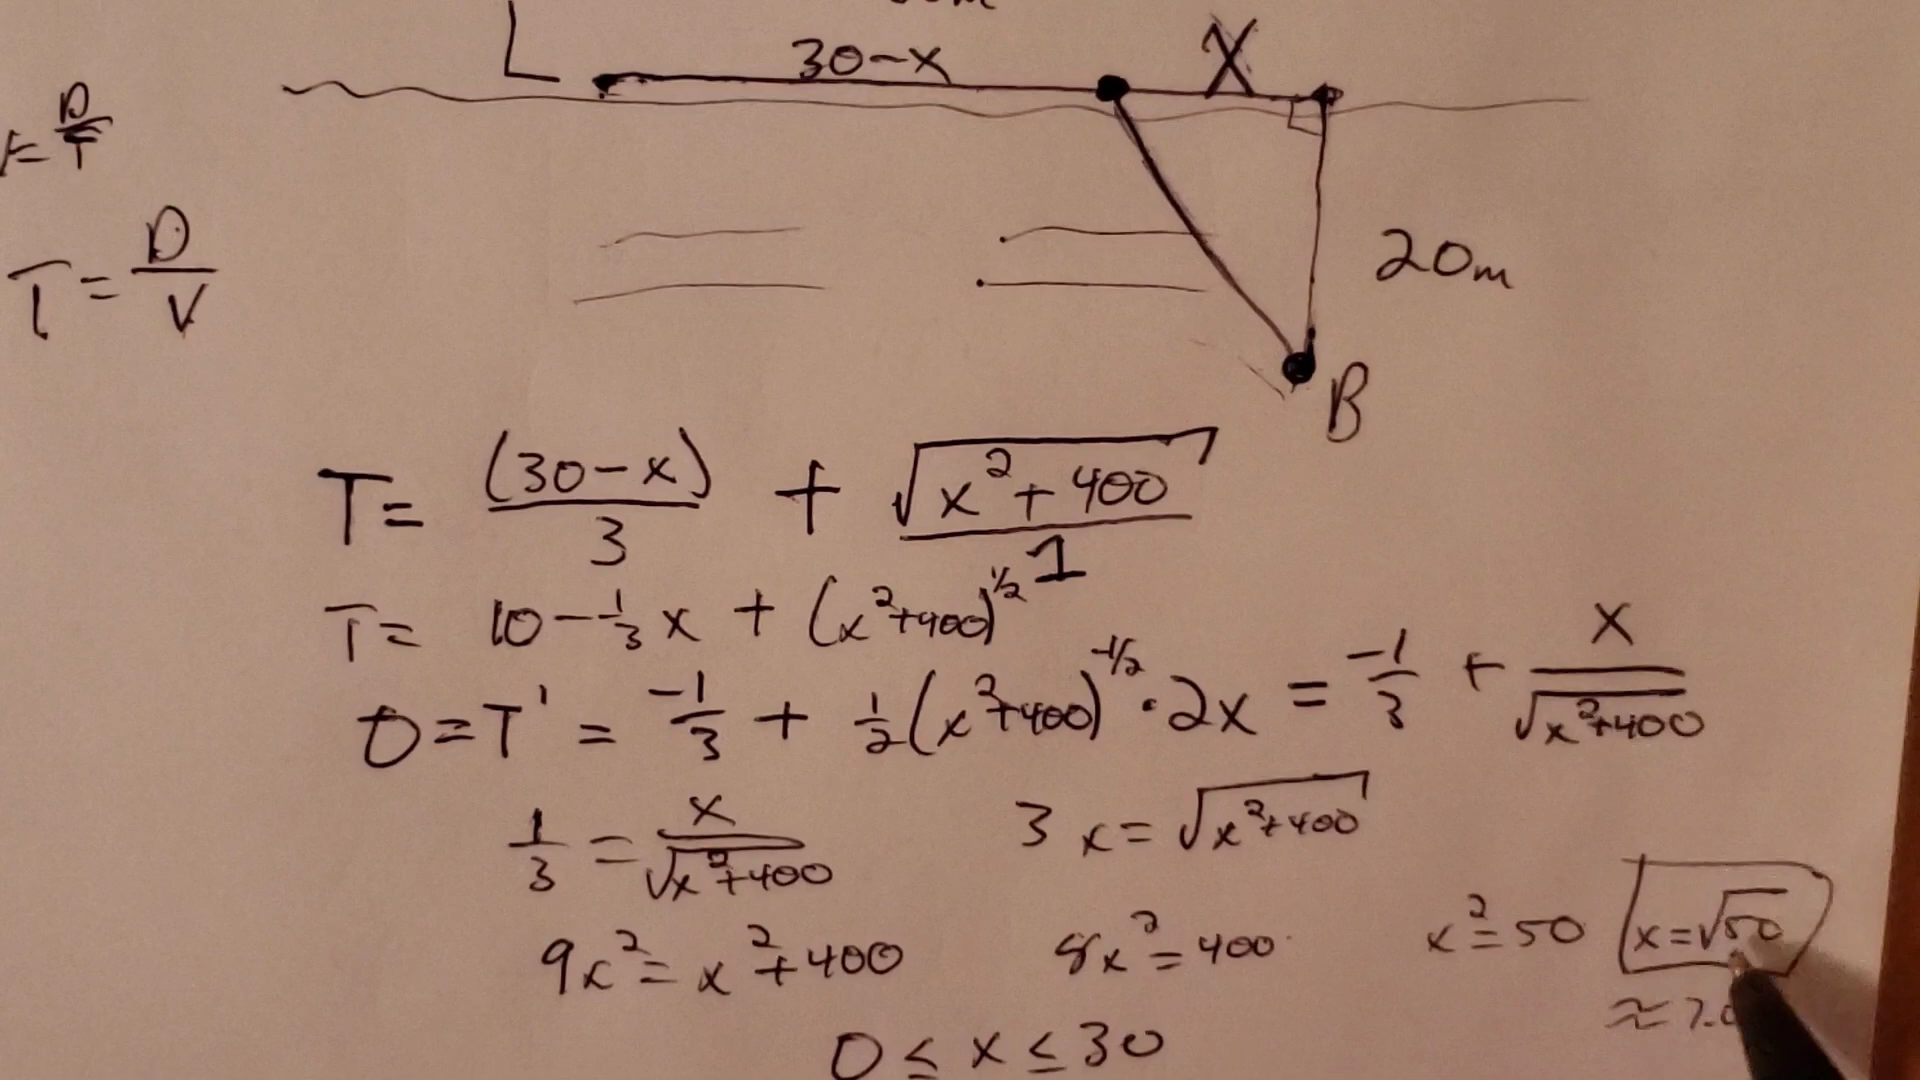 L
30-x
X
= D/T
T = D/V
20m
B
T = (30-x)/3 + √(x²+400)/1
T = 10 - 1/3 x + (x²+400)^1/2
0 = T' = -1/3 + 1/2 (x²+400)^-1/2 · 2x = -1/3 + x/√(x²+400)
1/3 = x/√(x²+400) 3x = √(x²+400)
9x² = x²+400 8x² = 400 x² = 50 x = √50
≈ 7.0
0 ≤ x ≤ 30